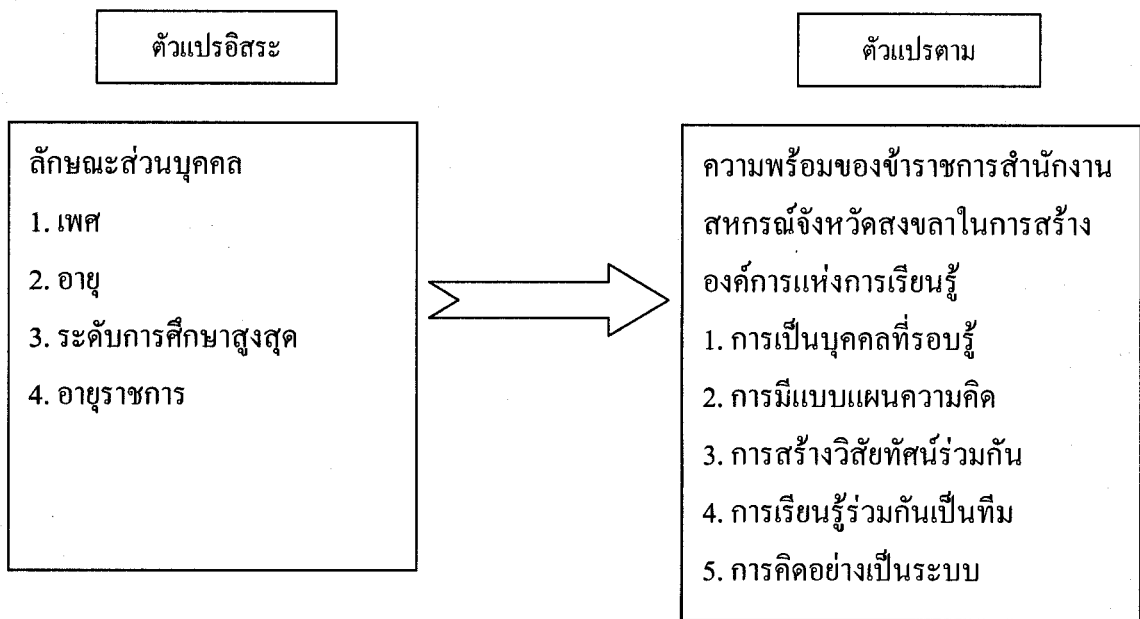 ตัวแปรอิสระ
ตัวแปรตาม
ลักษณะส่วนบุคคล
1. เพศ
2. อายุ
3. ระดับการศึกษาสูงสุด
4. อายุราชการ
ความพร้อมของข้าราชการสำนักงาน
สหกรณ์จังหวัดสงขลาในการสร้าง
องค์การแห่งการเรียนรู้
1. การเป็นบุคคลที่รอบรู้
2. การมีแบบแผนความคิด
3. การสร้างวิสัยทัศน์ร่วมกัน
4. การเรียนรู้ร่วมกันเป็นทีม
5. การคิดอย่างเป็นระบบ